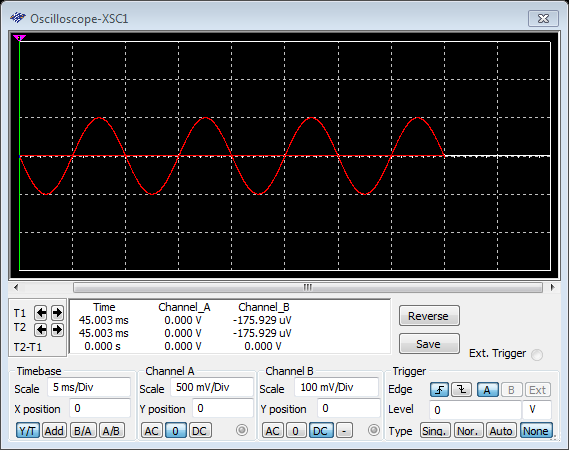 Oscilloscope-XSC1
Time Channel_A Channel_B
T1 45.003 ms 0.000 V -175.929 uV
T2 45.003 ms 0.000 V -175.929 uV
T2-T1 0.000 s 0.000 V 0.000 V
Reverse
Save
Ext. Trigger
Timebase
Scale 5 ms/Div
X position 0
Y/T Add B/A A/B
Channel A
Scale 500 mV/Div
Y position 0
AC 0 DC
Channel B
Scale 100 mV/Div
Y position 0
AC 0 DC -
Trigger
Edge A B Ext
Level 0 V
Type Sing. Nor. Auto None